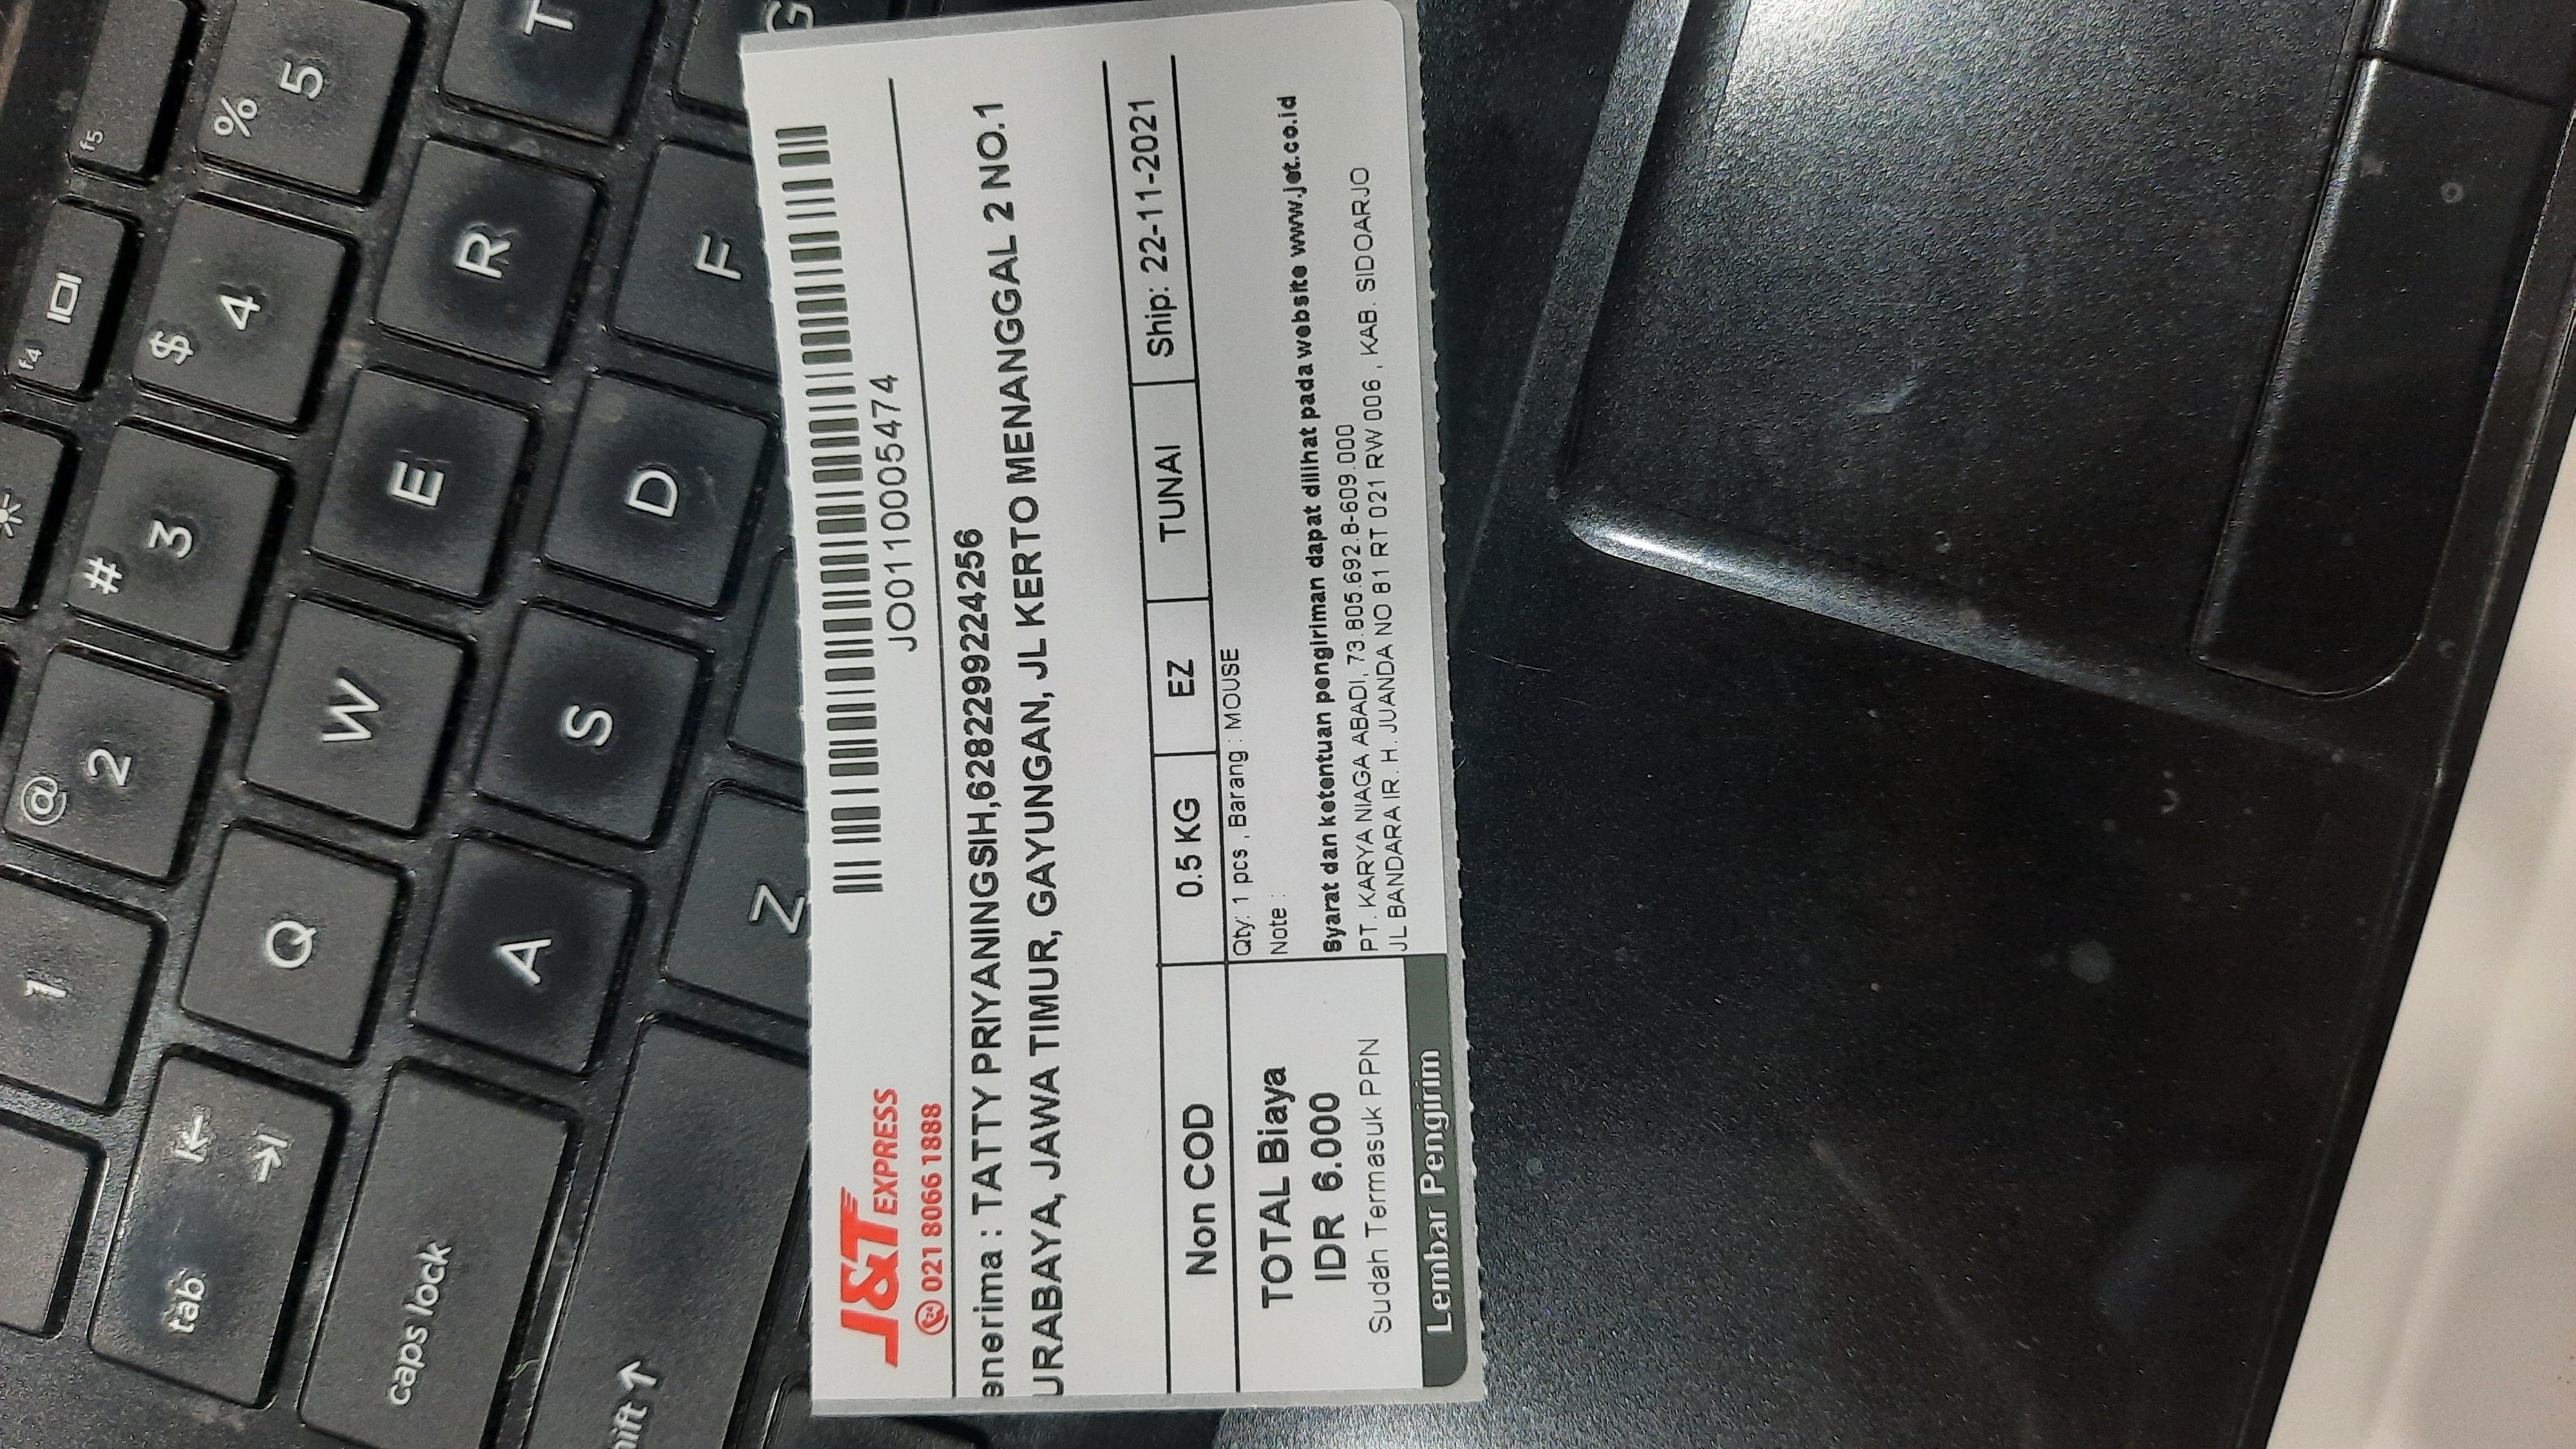 1
@
2
#
3
f4
$
4
f5
%
5
tab
Q
W
E
R
T
caps lock
A
S
D
F
G
hift
Z
J&T EXPRESS
24
021 8066 1888
JO0110005474
enerima : TATTY PRIYANINGSIH,6282299224256
URABAYA, JAWA TIMUR, GAYUNGAN, JL KERTO MENANGGAL 2 NO.1
Non COD
0.5 KG
EZ
TUNAI
Ship: 22-11-2021
TOTAL Biaya
IDR 6.000
Sudah Termasuk PPN
Lembar Pengirim
Qty: 1 pcs , Barang : MOUSE
Note :
Syarat dan ketentuan pengiriman dapat dilihat pada website www.jet.co.id
PT. KARYA NIAGA ABADI, 73.805.692.8-609.000
JL BANDARA IR. H. JUANDA NO 81 RT 021 RW 006 , KAB. SIDOARJO